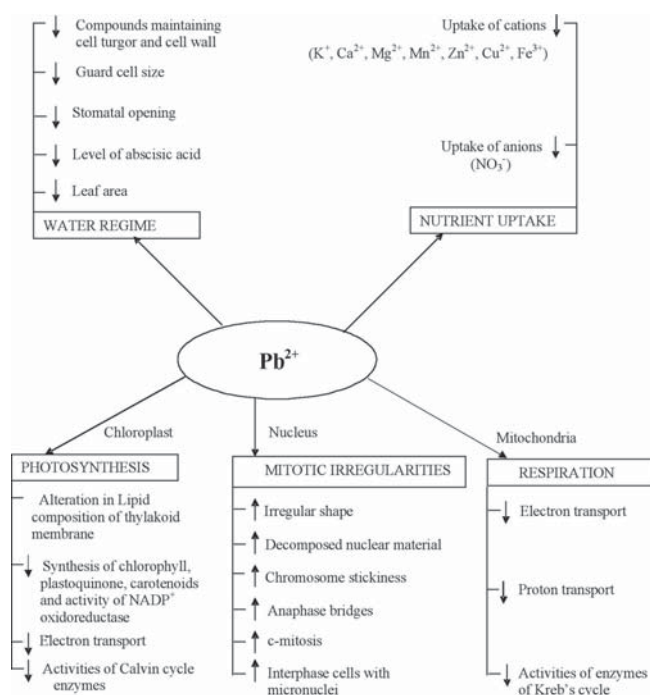 Compounds maintaining
cell turgor and cell wall
Guard cell size
Stomatal opening
Level of abscisic acid
Leaf area
WATER REGIME
Uptake of cations
(K⁺, Ca²⁺, Mg²⁺, Mn²⁺, Zn²⁺, Cu²⁺, Fe³⁺)
Uptake of anions
(NO₃⁻)
NUTRIENT UPTAKE
Pb²⁺
Chloroplast
PHOTOSYNTHESIS
Alteration in Lipid
composition of thylakoid
membrane
Synthesis of chlorophyll,
plastoquinone, carotenoids
and activity of NADP⁺
oxidoreductase
Electron transport
Activities of Calvin cycle
enzymes
Nucleus
MITOTIC IRREGULARITIES
Irregular shape
Decomposed nuclear material
Chromosome stickiness
Anaphase bridges
c-mitosis
Interphase cells with
micronuclei
Mitochondria
RESPIRATION
Electron transport
Proton transport
Activities of enzymes
of Kreb's cycle